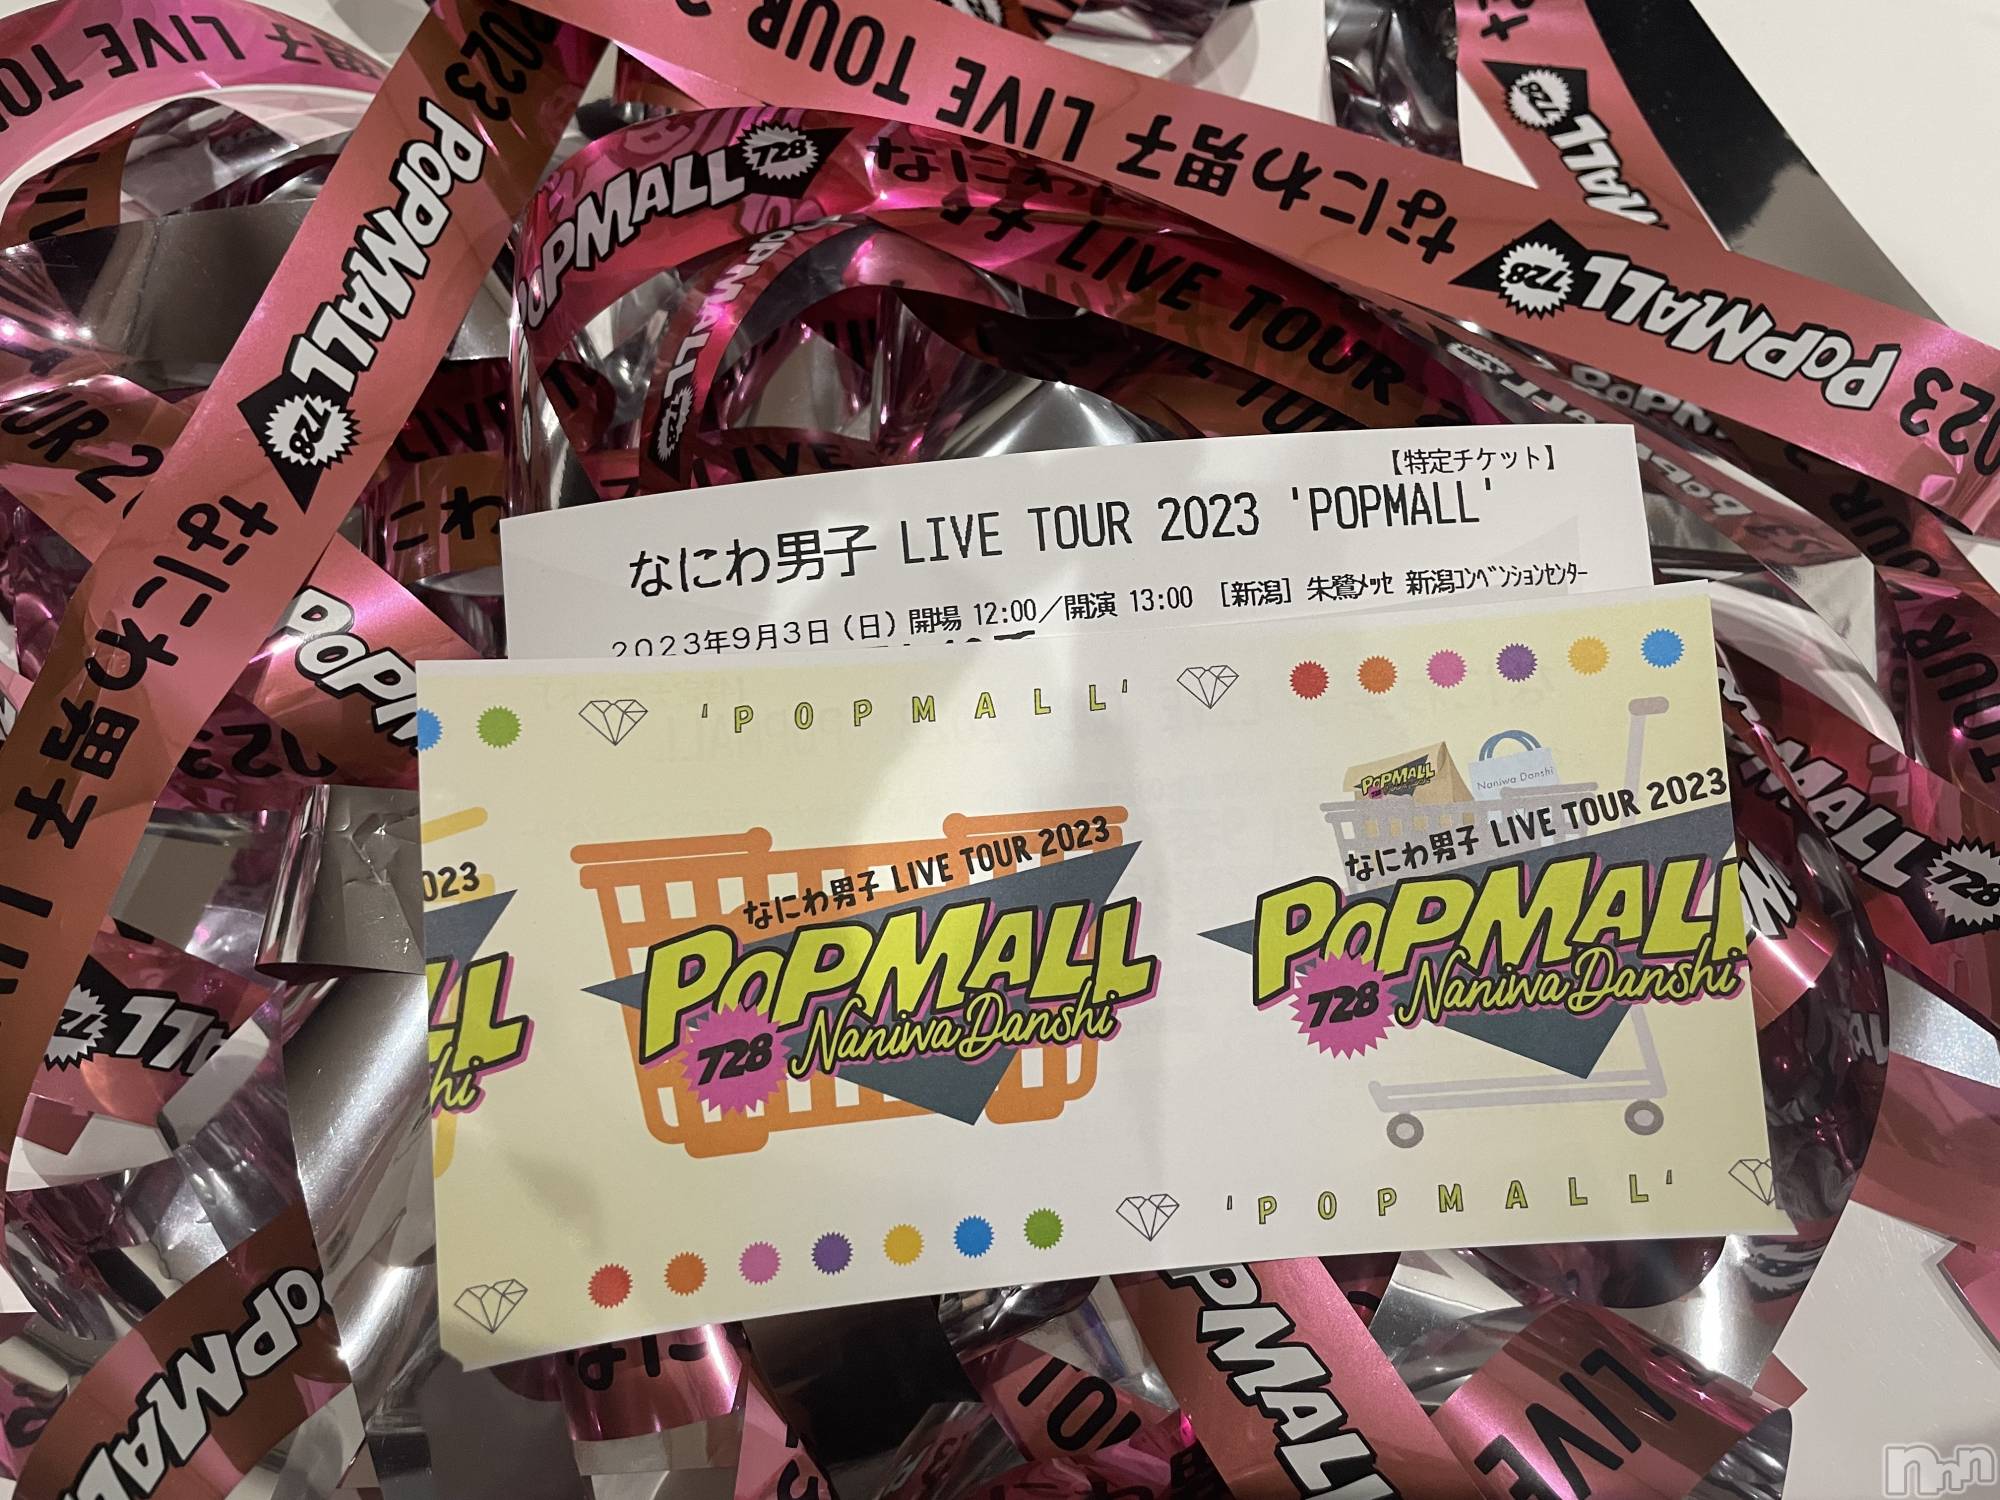 なにわ男子 LIVE TOUR 2023 POPMALL 728
【特定チケット】
なにわ男子 LIVE TOUR 2023 'POPMALL'
2023年9月3日(日) 開場 12:00/開演 13:00 [新潟] 朱鷺メッセ 新潟コンベンションセンター
'POPMALL'
POPMALL
Naniwa Danshi
なにわ男子 LIVE TOUR 2023
POPMALL
728 Naniwa Danshi
なにわ男子 LIVE TOUR 2023
POPMALL
728 Naniwa Danshi
'POPMALL'